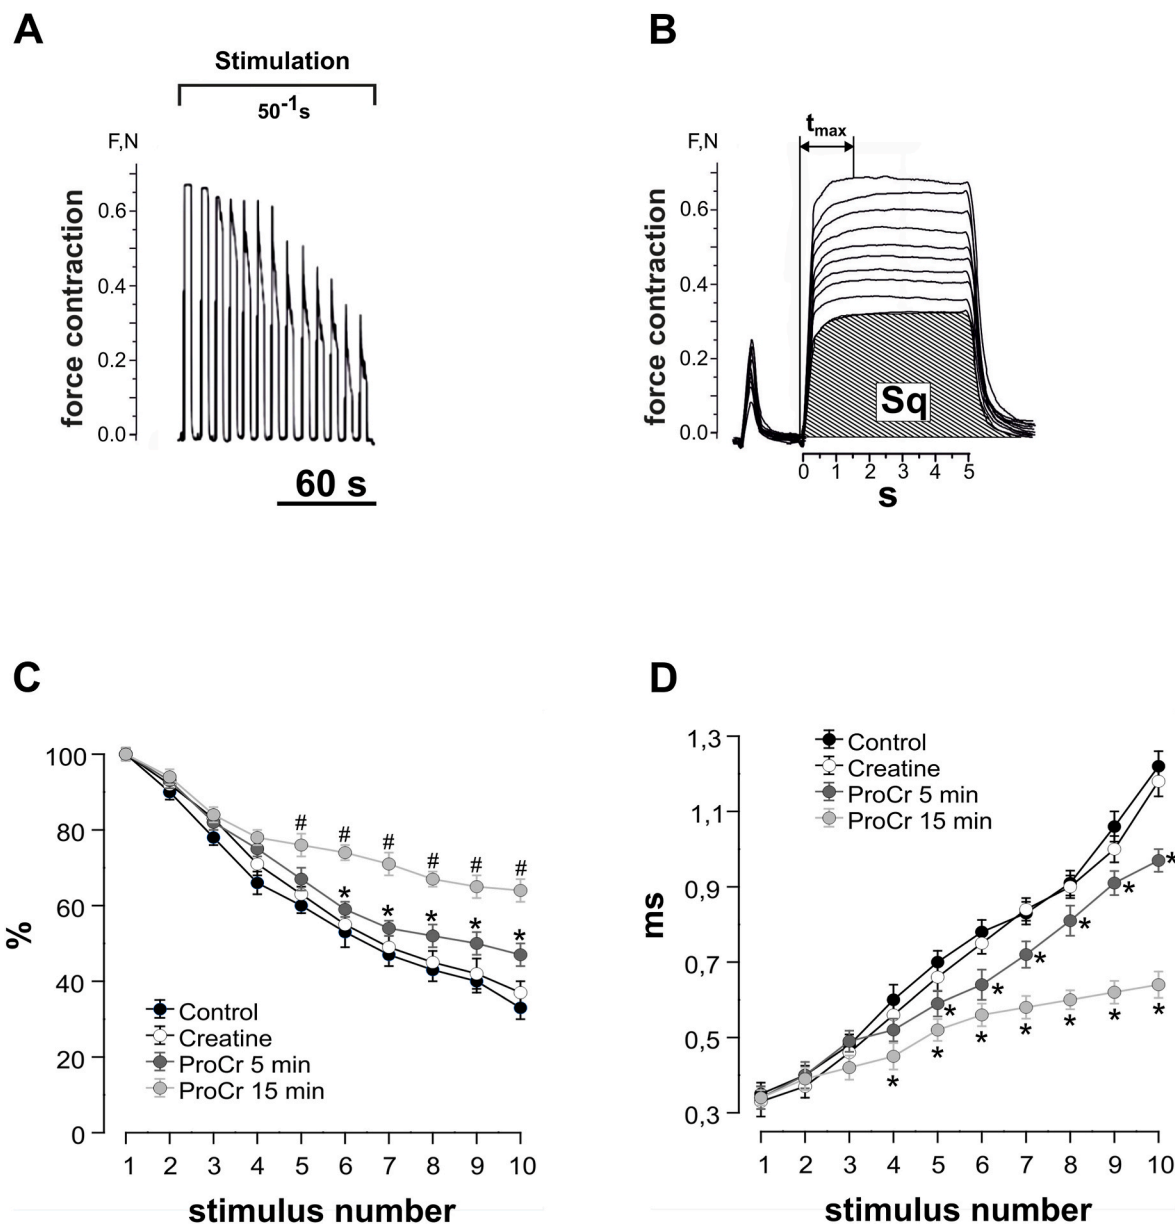 A
Stimulation
50-1s
F,N
force contraction
0.6
0.4
0.2
0.0
60 s
B
tmax
F,N
force contraction
0.6
0.4
0.2
0.0
Sq
0 1 2 3 4 5
s
C
%
100
80
60
40
20
0
# # # # # #
* * * * *
Control
Creatine
ProCr 5 min
ProCr 15 min
1 2 3 4 5 6 7 8 9 10
stimulus number
D
ms
1,3
1,1
0,9
0,7
0,5
0,3
Control
Creatine
ProCr 5 min
ProCr 15 min
* * * * * *
* * * * * * *
1 2 3 4 5 6 7 8 9 10
stimulus number